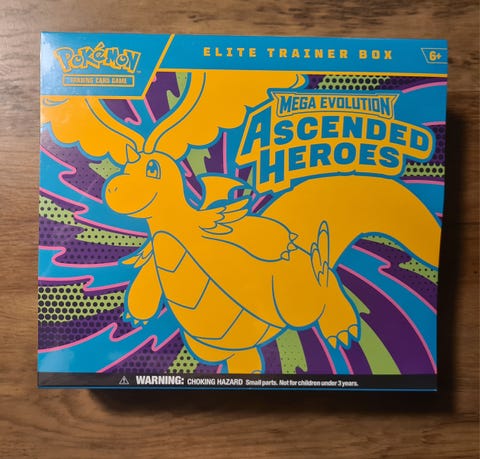 Pokémon
TRADING CARD GAME
ELITE TRAINER BOX
6+
MEGA EVOLUTION
ASCENDED
HEROES
WARNING: CHOKING HAZARD Small parts. Not for children under 3 years.